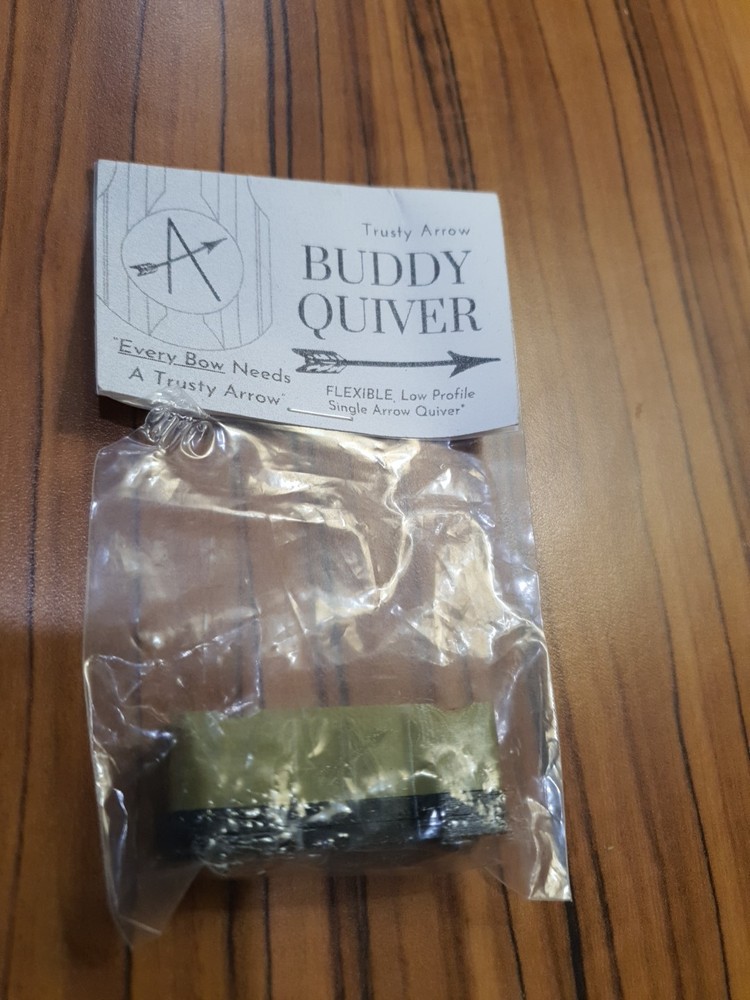 Trusty Arrow
BUDDY
QUIVER
"Every Bow Needs
A Trusty Arrow"
FLEXIBLE, Low Profile
Single Arrow Quiver"